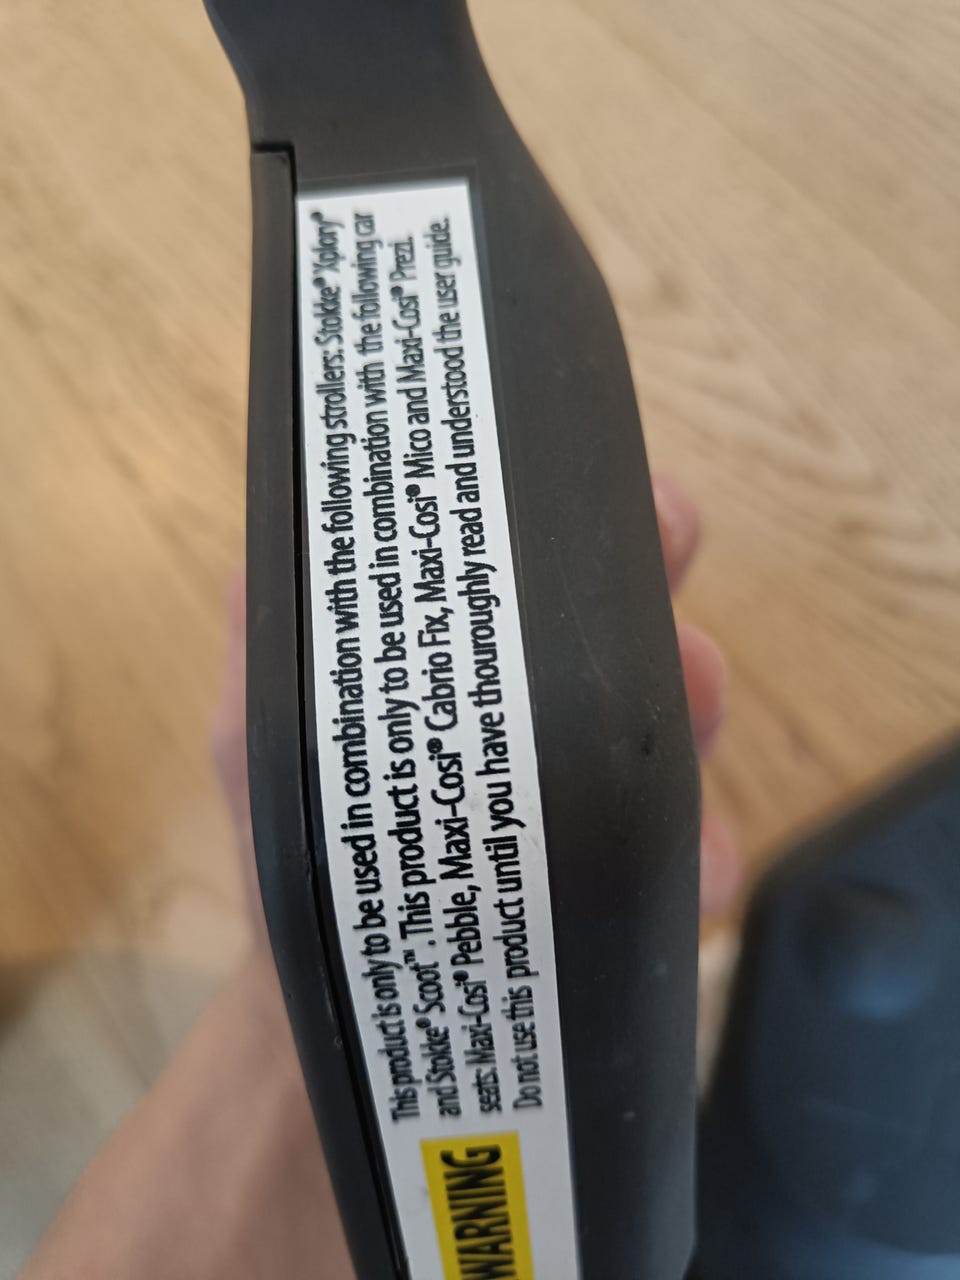 WARNING
This product is only to be used in combination with the following strollers: Stokke® Xplory®
and Stokke® Scoot™. This product is only to be used in combination with the following car
seats: Maxi-Cosi® Pebble, Maxi-Cosi® Cabrio Fix, Maxi-Cosi® Mico and Maxi-Cosi® Prezi.
Do not use this product until you have thouroughly read and understood the user guide.